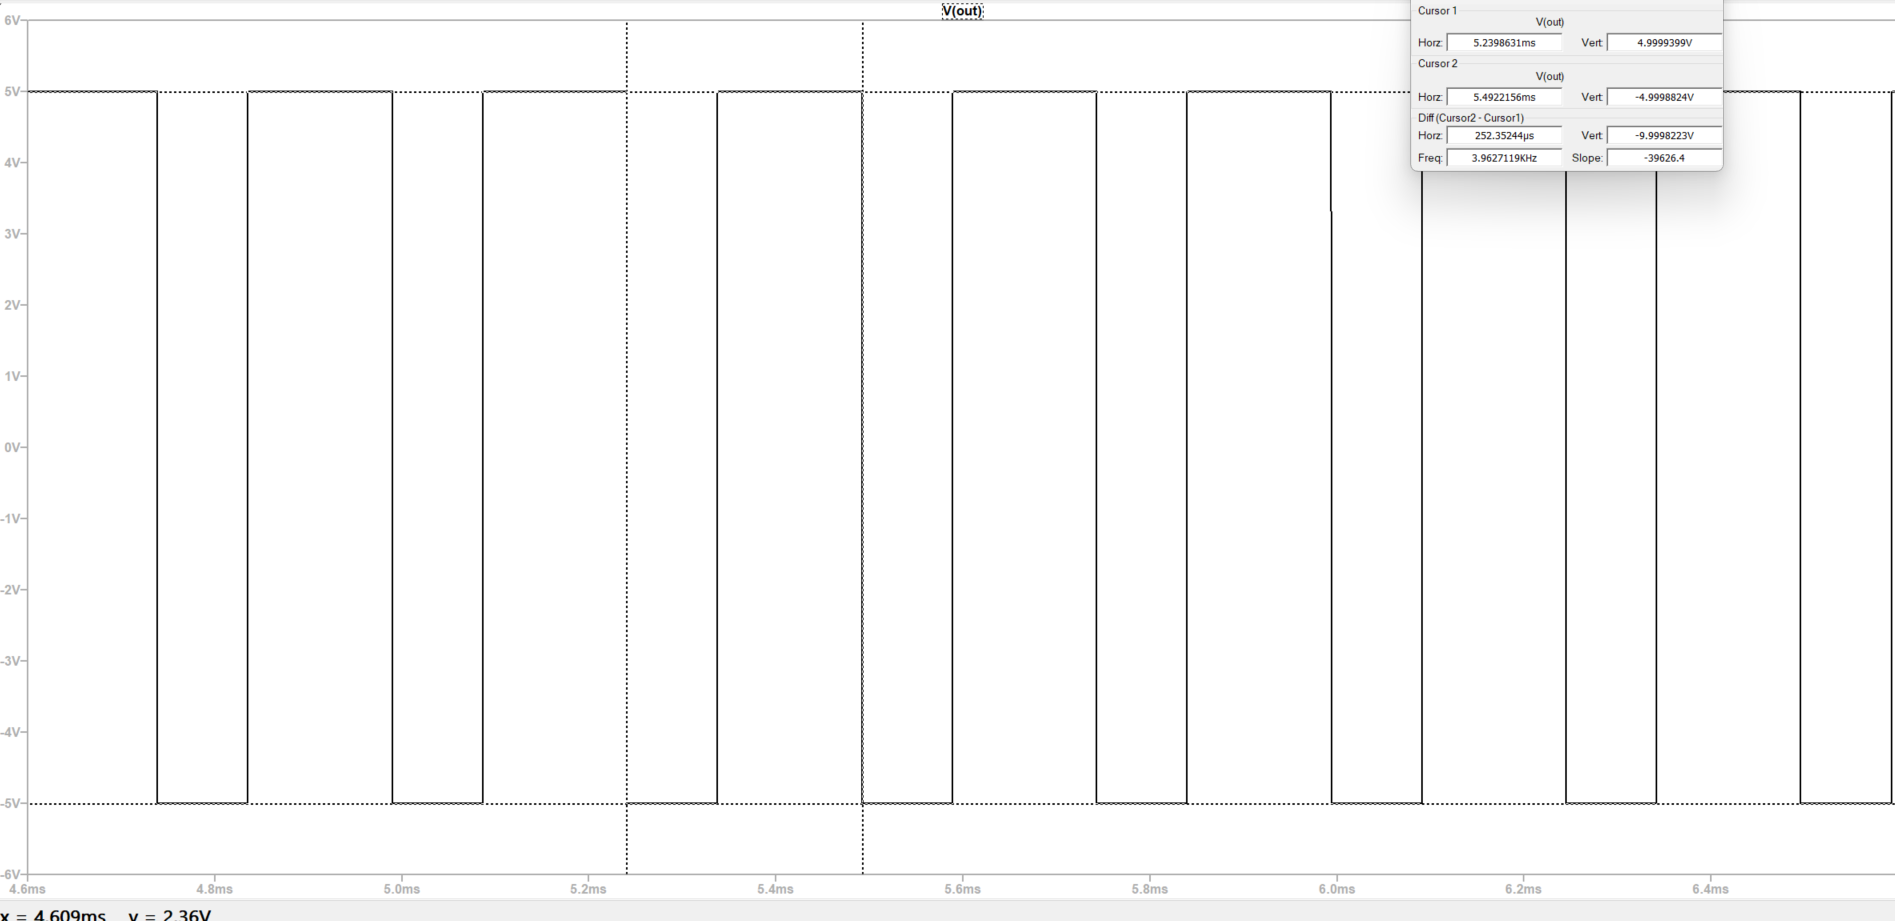 V(out)
Cursor 1
V(out)
Horz: 5.2398631ms Vert: 4.9999399V
Cursor 2
V(out)
Horz: 5.4922156ms Vert: -4.9998824V
Diff (Cursor2 - Cursor1)
Horz: 252.35244µs Vert: -9.9998223V
Freq: 3.9627119KHz Slope: -39626.4
6V
5V
4V
3V
2V
1V
0V
-1V
-2V
-3V
-4V
-5V
-6V
4.6ms 4.8ms 5.0ms 5.2ms 5.4ms 5.6ms 5.8ms 6.0ms 6.2ms 6.4ms
x = 4.609ms y = 2.36V